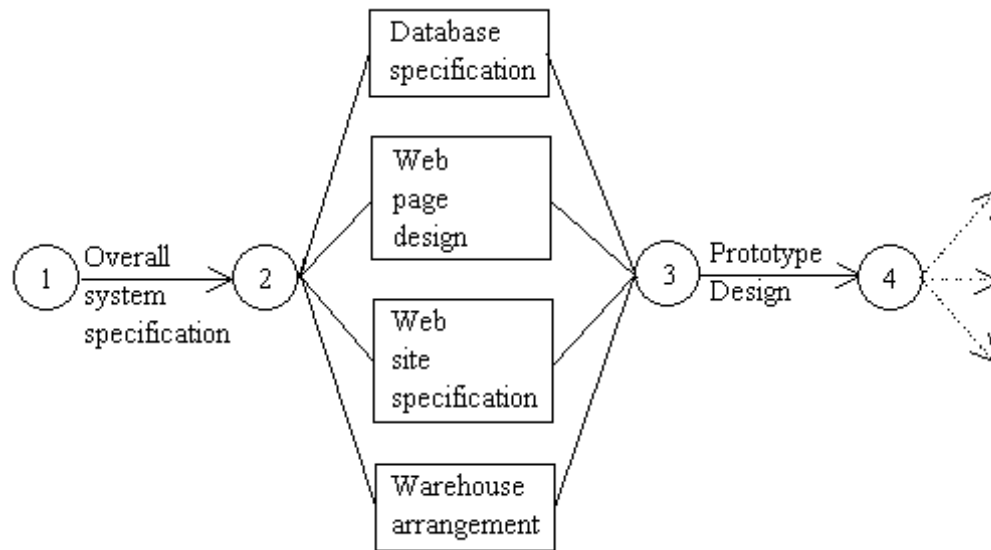 Database
specification
Web
page
design
1
Overall
system
specification
2
3
Prototype
Design
4
Web
site
specification
Warehouse
arrangement